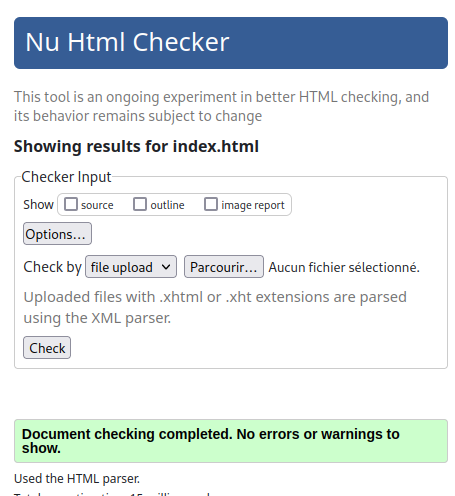 Nu Html Checker
This tool is an ongoing experiment in better HTML checking, and
its behavior remains subject to change
Showing results for index.html
Checker Input
Show source outline image report
Options...
Check by file upload Parcourir... Aucun fichier sélectionné.
Uploaded files with .xhtml or .xht extensions are parsed
using the XML parser.
Check
Document checking completed. No errors or warnings to
show.
Used the HTML parser.